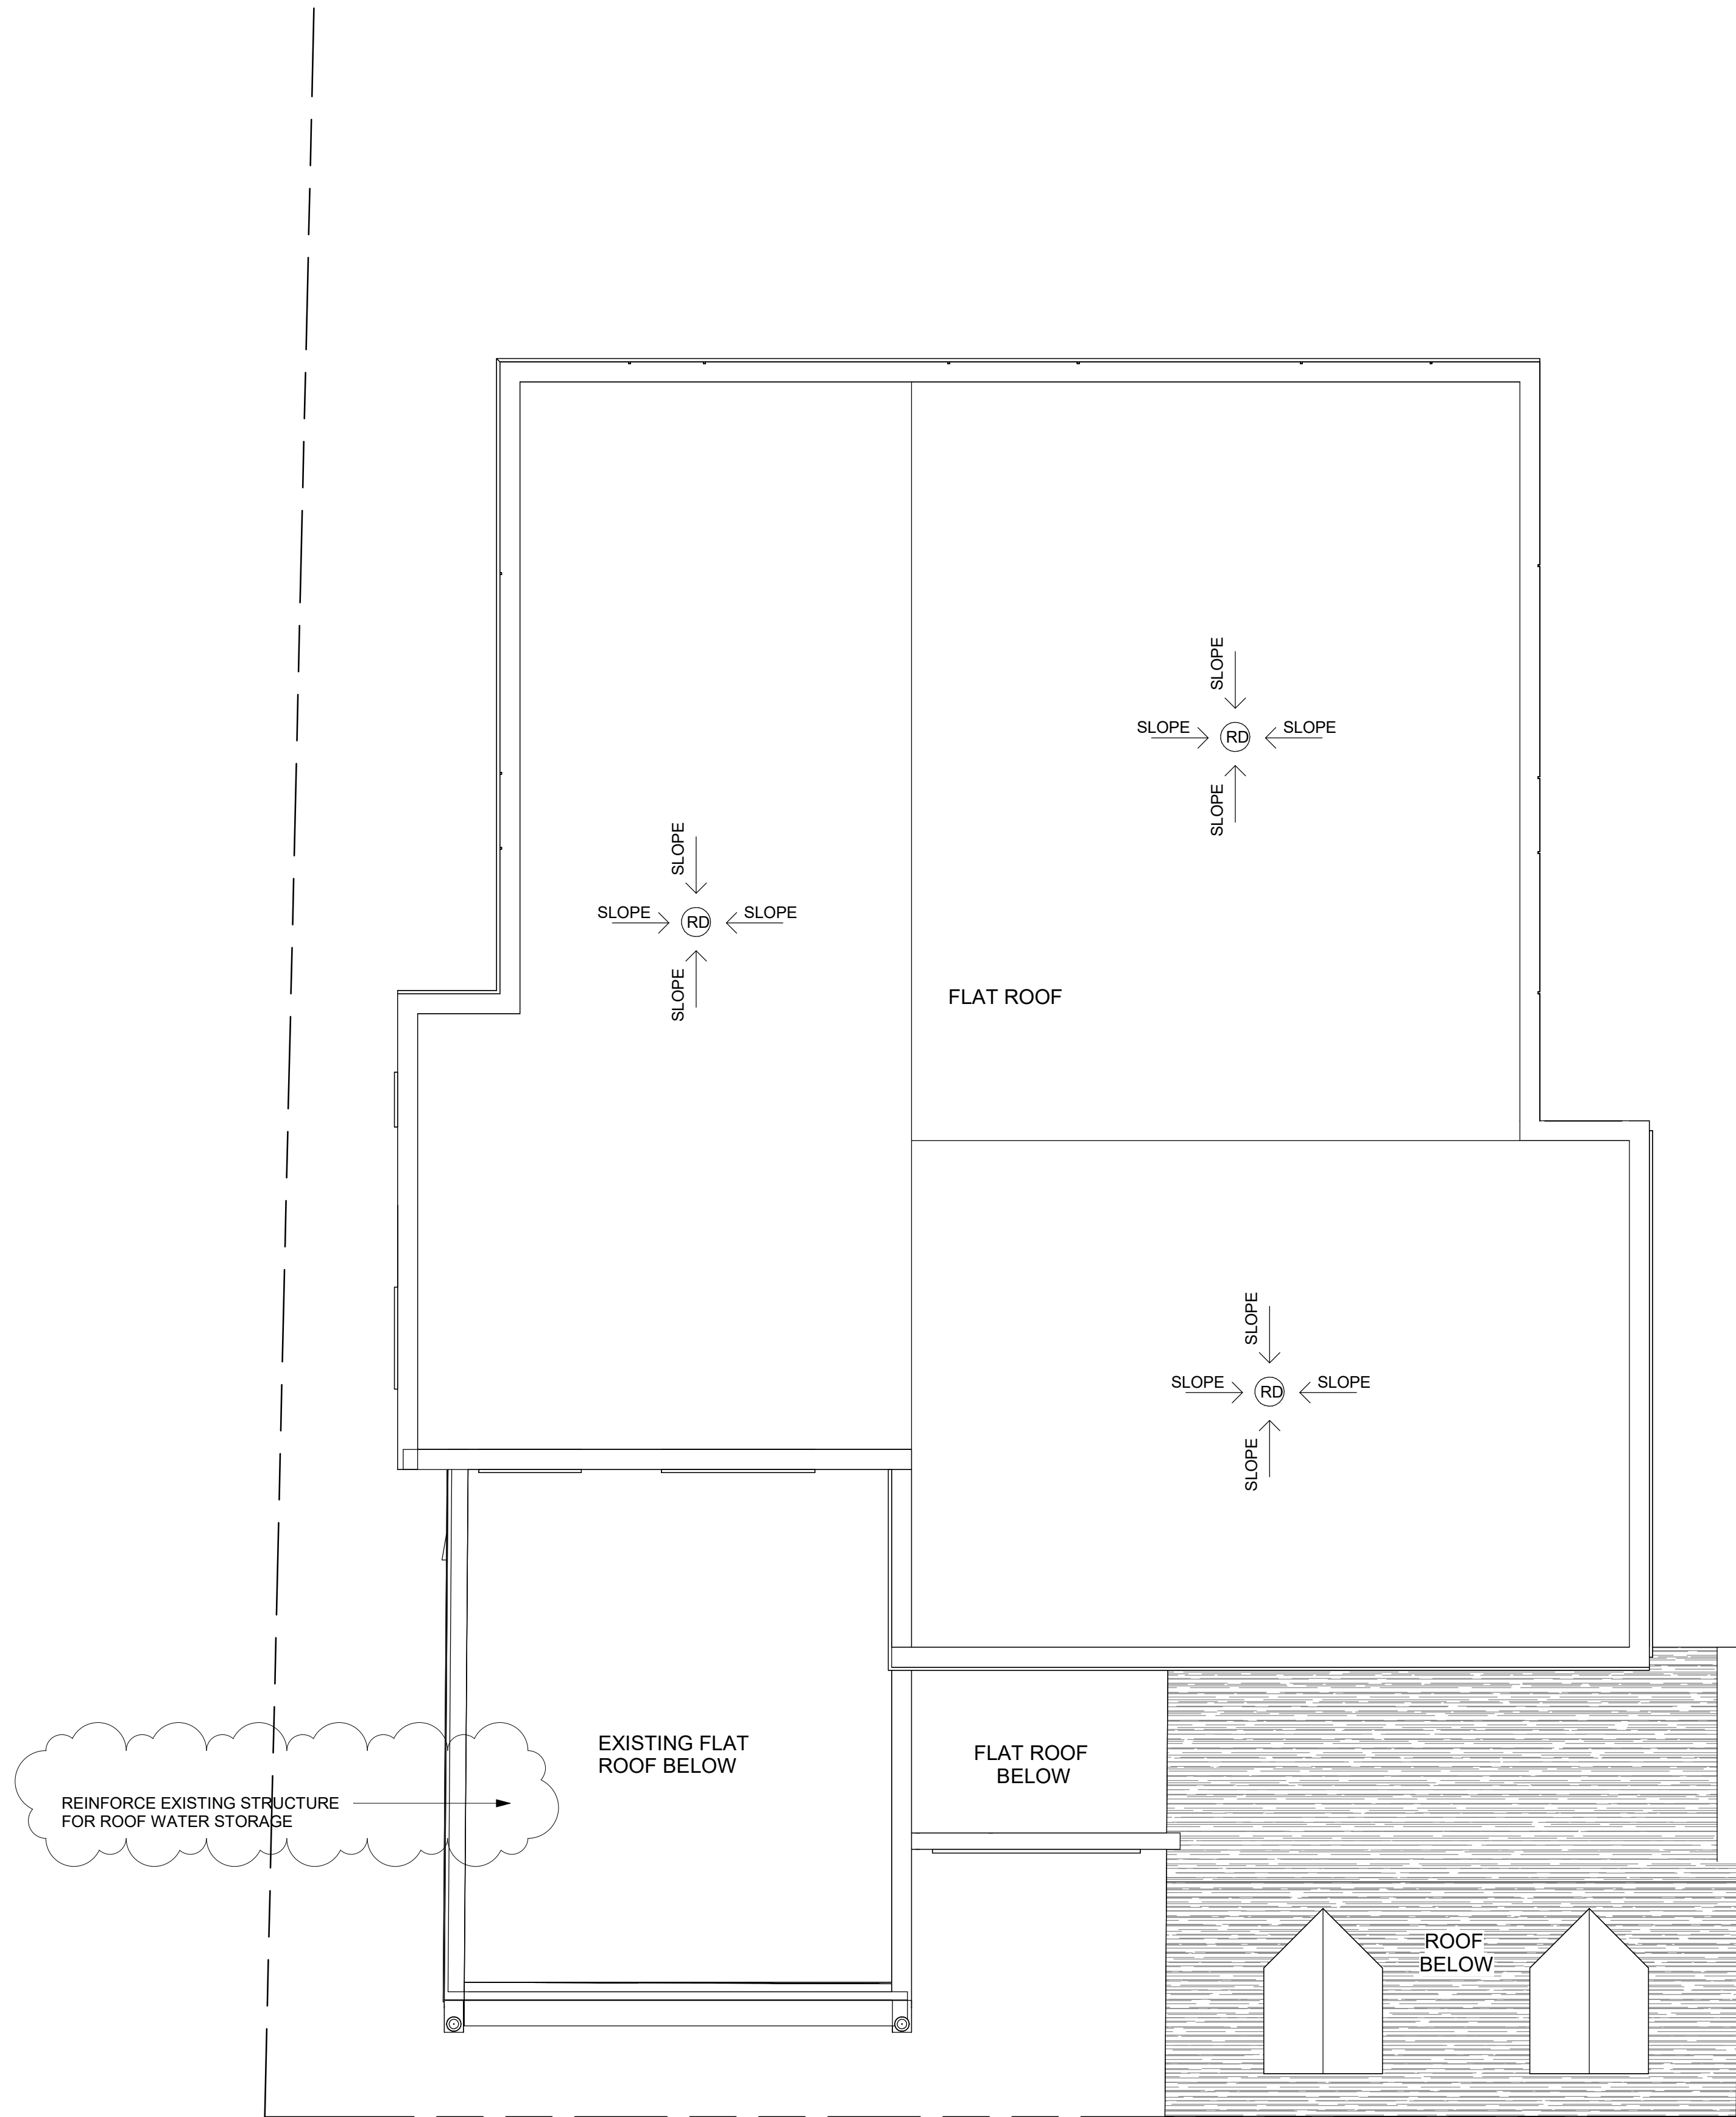 SLOPE
SLOPE
RD
SLOPE
SLOPE
SLOPE
SLOPE
RD
SLOPE
SLOPE
FLAT ROOF
SLOPE
SLOPE
RD
SLOPE
SLOPE
EXISTING FLAT
ROOF BELOW
FLAT ROOF
BELOW
REINFORCE EXISTING STRUCTURE
FOR ROOF WATER STORAGE
ROOF
BELOW